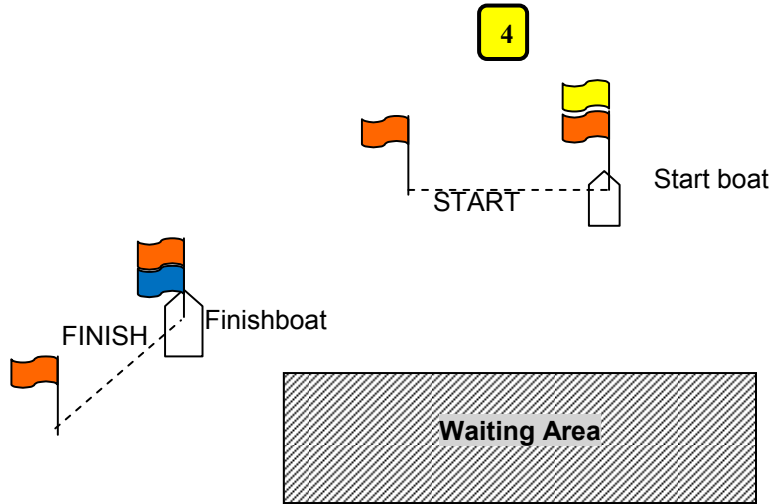 4
Start boat
START
Finishboat
FINISH
Waiting Area